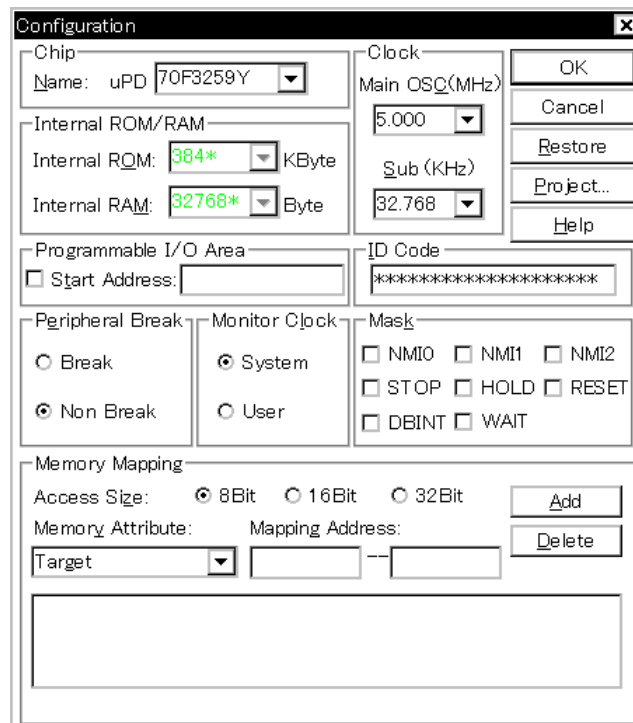 Configuration
Chip
Name: uPD 70F3259Y
Internal ROM/RAM
Internal ROM: 384* KByte
Internal RAM: 32768* Byte
Clock
Main OSC(MHz)
5.000
Sub (KHz)
32.768
OK
Cancel
Restore
Project...
Help
Programmable I/O Area
Start Address:
ID Code
********************
Peripheral Break
Break
Non Break
Monitor Clock
System
User
Mask
NMI0 NMI1 NMI2
STOP HOLD RESET
DBINT WAIT
Memory Mapping
Access Size: 8Bit 16Bit 32Bit
Memory Attribute: Mapping Address:
Target --
Add
Delete